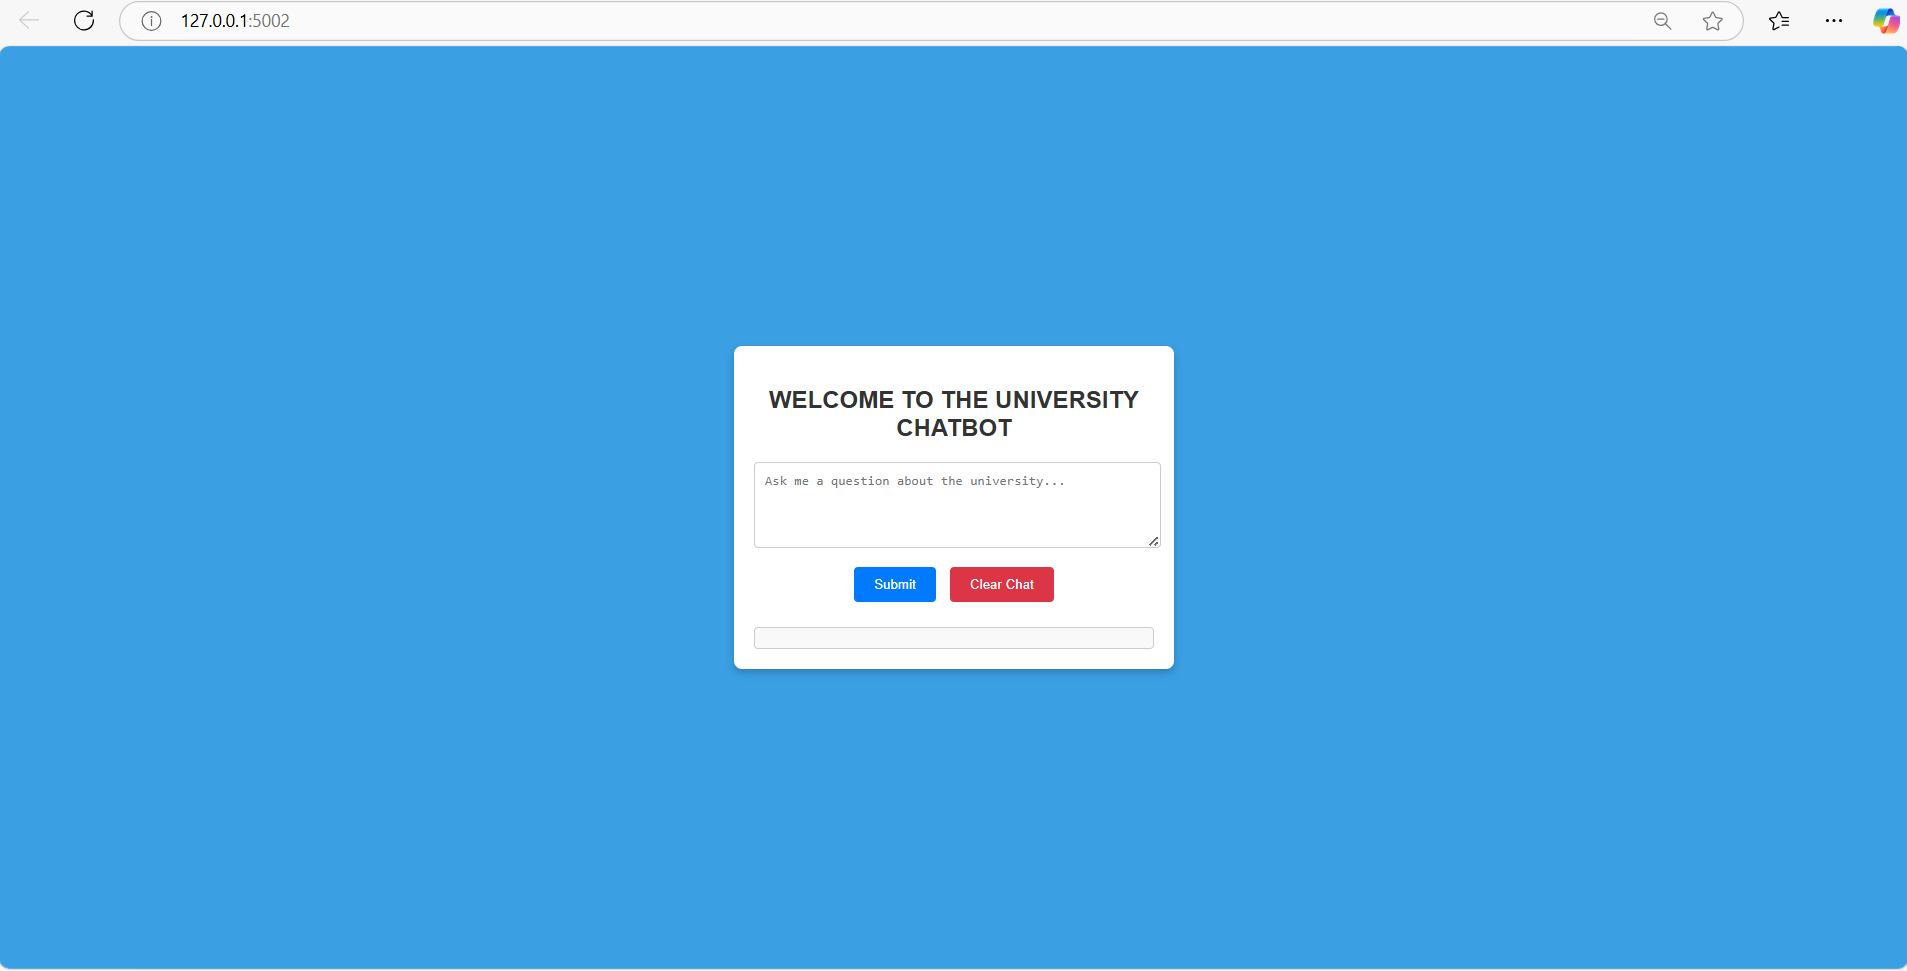 127.0.0.1:5002
WELCOME TO THE UNIVERSITY
CHATBOT
Ask me a question about the university...
Submit
Clear Chat